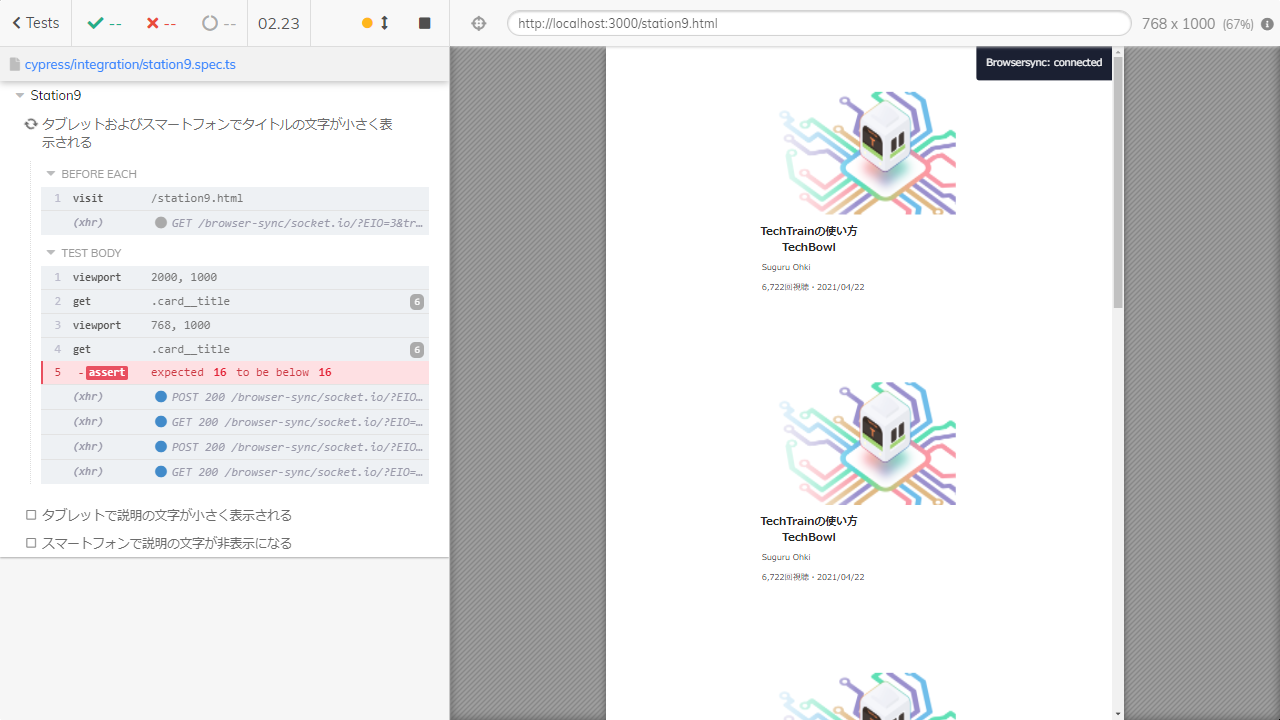 Tests
--
--
--
02.23
http://localhost:3000/station9.html
768 x 1000 (67%)
cypress/integration/station9.spec.ts
Station9
タブレットおよびスマートフォンでタイトルの文字が小さく表
示される
BEFORE EACH
1 visit /station9.html
(xhr) GET /browser-sync/socket.io/?EIO=3&tr…
TEST BODY
1 viewport 2000, 1000
2 get .card__title 6
3 viewport 768, 1000
4 get .card__title 6
5 -assert expected 16 to be below 16
(xhr) POST 200 /browser-sync/socket.io/?EIO…
(xhr) GET 200 /browser-sync/socket.io/?EIO=…
(xhr) POST 200 /browser-sync/socket.io/?EIO…
(xhr) GET 200 /browser-sync/socket.io/?EIO=…
タブレットで説明の文字が小さく表示される
スマートフォンで説明の文字が非表示になる
Browsersync: connected
TechTrainの使い方
TechBowl
Suguru Ohki
6,722回視聴・2021/04/22
TechTrainの使い方
TechBowl
Suguru Ohki
6,722回視聴・2021/04/22